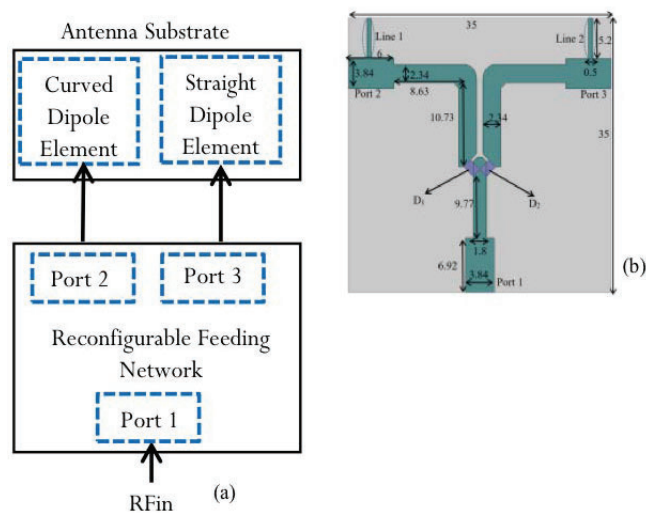 Antenna Substrate
Curved
Dipole
Element
Straight
Dipole
Element
Port 2
Port 3
Reconfigurable Feeding
Network
Port 1
RFin
(a)
35
Line 1
Line 2
5.2
6
3.84
2.34
0.5
Port 2
8.63
Port 3
10.73
2.34
35
D1
D2
9.77
1.8
6.92
3.84
Port 1
(b)